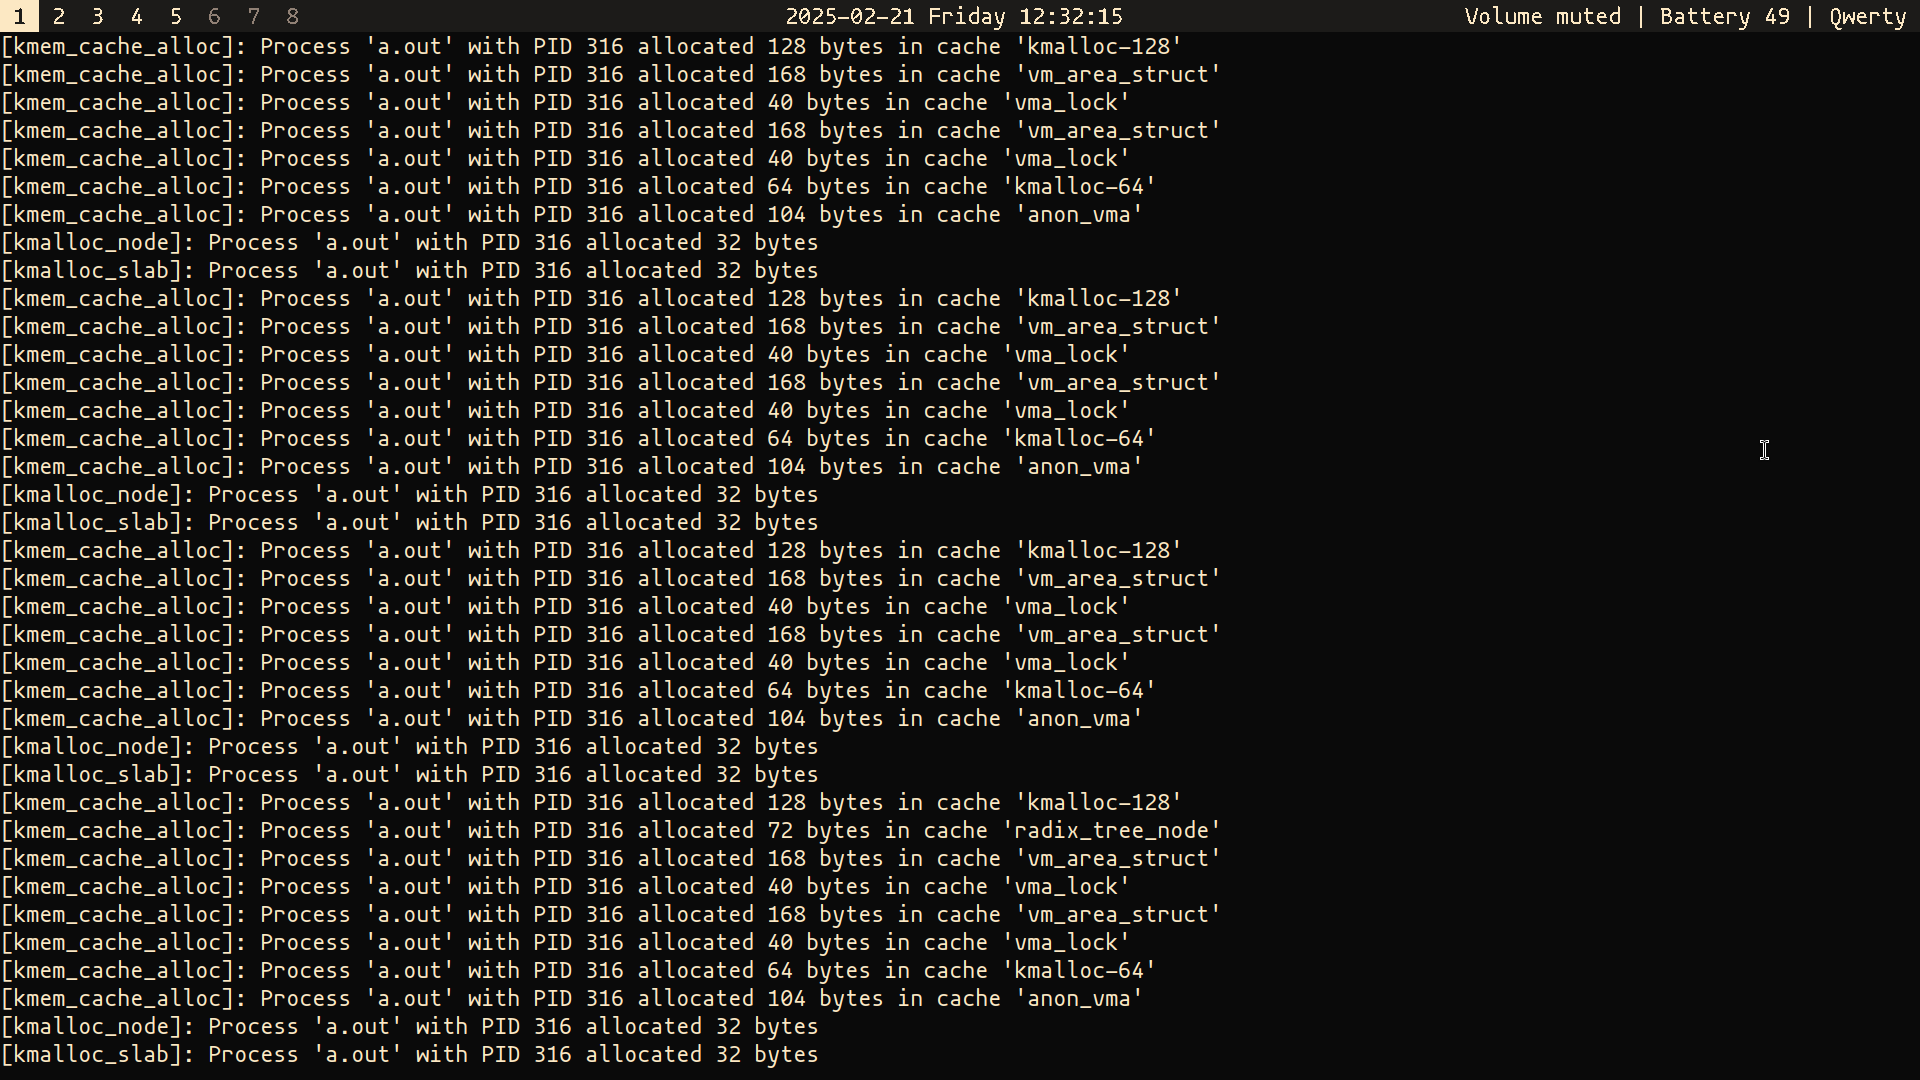 1 2 3 4 5 6 7 8 2025-02-21 Friday 12:32:15 Volume muted | Battery 49 | Qwerty
[kmem_cache_alloc]: Process 'a.out' with PID 316 allocated 128 bytes in cache 'kmalloc-128'
[kmem_cache_alloc]: Process 'a.out' with PID 316 allocated 168 bytes in cache 'vm_area_struct'
[kmem_cache_alloc]: Process 'a.out' with PID 316 allocated 40 bytes in cache 'vma_lock'
[kmem_cache_alloc]: Process 'a.out' with PID 316 allocated 168 bytes in cache 'vm_area_struct'
[kmem_cache_alloc]: Process 'a.out' with PID 316 allocated 40 bytes in cache 'vma_lock'
[kmem_cache_alloc]: Process 'a.out' with PID 316 allocated 64 bytes in cache 'kmalloc-64'
[kmem_cache_alloc]: Process 'a.out' with PID 316 allocated 104 bytes in cache 'anon_vma'
[kmalloc_node]: Process 'a.out' with PID 316 allocated 32 bytes
[kmalloc_slab]: Process 'a.out' with PID 316 allocated 32 bytes
[kmem_cache_alloc]: Process 'a.out' with PID 316 allocated 128 bytes in cache 'kmalloc-128'
[kmem_cache_alloc]: Process 'a.out' with PID 316 allocated 168 bytes in cache 'vm_area_struct'
[kmem_cache_alloc]: Process 'a.out' with PID 316 allocated 40 bytes in cache 'vma_lock'
[kmem_cache_alloc]: Process 'a.out' with PID 316 allocated 168 bytes in cache 'vm_area_struct'
[kmem_cache_alloc]: Process 'a.out' with PID 316 allocated 40 bytes in cache 'vma_lock'
[kmem_cache_alloc]: Process 'a.out' with PID 316 allocated 64 bytes in cache 'kmalloc-64'
[kmem_cache_alloc]: Process 'a.out' with PID 316 allocated 104 bytes in cache 'anon_vma'
[kmalloc_node]: Process 'a.out' with PID 316 allocated 32 bytes
[kmalloc_slab]: Process 'a.out' with PID 316 allocated 32 bytes
[kmem_cache_alloc]: Process 'a.out' with PID 316 allocated 128 bytes in cache 'kmalloc-128'
[kmem_cache_alloc]: Process 'a.out' with PID 316 allocated 168 bytes in cache 'vm_area_struct'
[kmem_cache_alloc]: Process 'a.out' with PID 316 allocated 40 bytes in cache 'vma_lock'
[kmem_cache_alloc]: Process 'a.out' with PID 316 allocated 168 bytes in cache 'vm_area_struct'
[kmem_cache_alloc]: Process 'a.out' with PID 316 allocated 40 bytes in cache 'vma_lock'
[kmem_cache_alloc]: Process 'a.out' with PID 316 allocated 64 bytes in cache 'kmalloc-64'
[kmem_cache_alloc]: Process 'a.out' with PID 316 allocated 104 bytes in cache 'anon_vma'
[kmalloc_node]: Process 'a.out' with PID 316 allocated 32 bytes
[kmalloc_slab]: Process 'a.out' with PID 316 allocated 32 bytes
[kmem_cache_alloc]: Process 'a.out' with PID 316 allocated 128 bytes in cache 'kmalloc-128'
[kmem_cache_alloc]: Process 'a.out' with PID 316 allocated 72 bytes in cache 'radix_tree_node'
[kmem_cache_alloc]: Process 'a.out' with PID 316 allocated 168 bytes in cache 'vm_area_struct'
[kmem_cache_alloc]: Process 'a.out' with PID 316 allocated 40 bytes in cache 'vma_lock'
[kmem_cache_alloc]: Process 'a.out' with PID 316 allocated 168 bytes in cache 'vm_area_struct'
[kmem_cache_alloc]: Process 'a.out' with PID 316 allocated 40 bytes in cache 'vma_lock'
[kmem_cache_alloc]: Process 'a.out' with PID 316 allocated 64 bytes in cache 'kmalloc-64'
[kmem_cache_alloc]: Process 'a.out' with PID 316 allocated 104 bytes in cache 'anon_vma'
[kmalloc_node]: Process 'a.out' with PID 316 allocated 32 bytes
[kmalloc_slab]: Process 'a.out' with PID 316 allocated 32 bytes